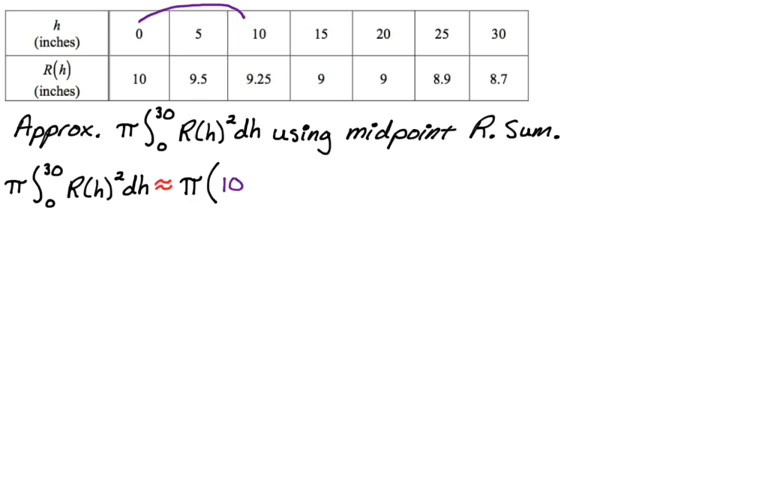 h (inches) 0 5 10 15 20 25 30
R(h) (inches) 10 9.5 9.25 9 9 8.9 8.7
Approx. π∫₀³⁰ R(h)²dh using midpoint R. Sum.
π∫₀³⁰ R(h)²dh ≈ π(10